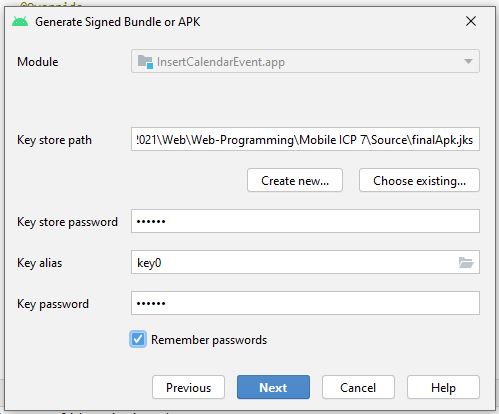 @Override
Generate Signed Bundle or APK
Module
InsertCalendarEvent.app
Key store path
!021\Web\Web-Programming\Mobile ICP 7\Source\finalApk.jks
Create new...
Choose existing...
Key store password
••••••
Key alias
key0
Key password
••••••
Remember passwords
Previous
Next
Cancel
Help